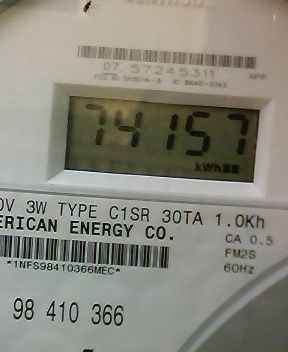 07 57245311
74157
kWh
0V 3W TYPE C1SR 30TA 1.0Kh
ERICAN ENERGY CO.
CA 0.5
FM2S
*1NFS98410366MEC*
60Hz
98 410 366